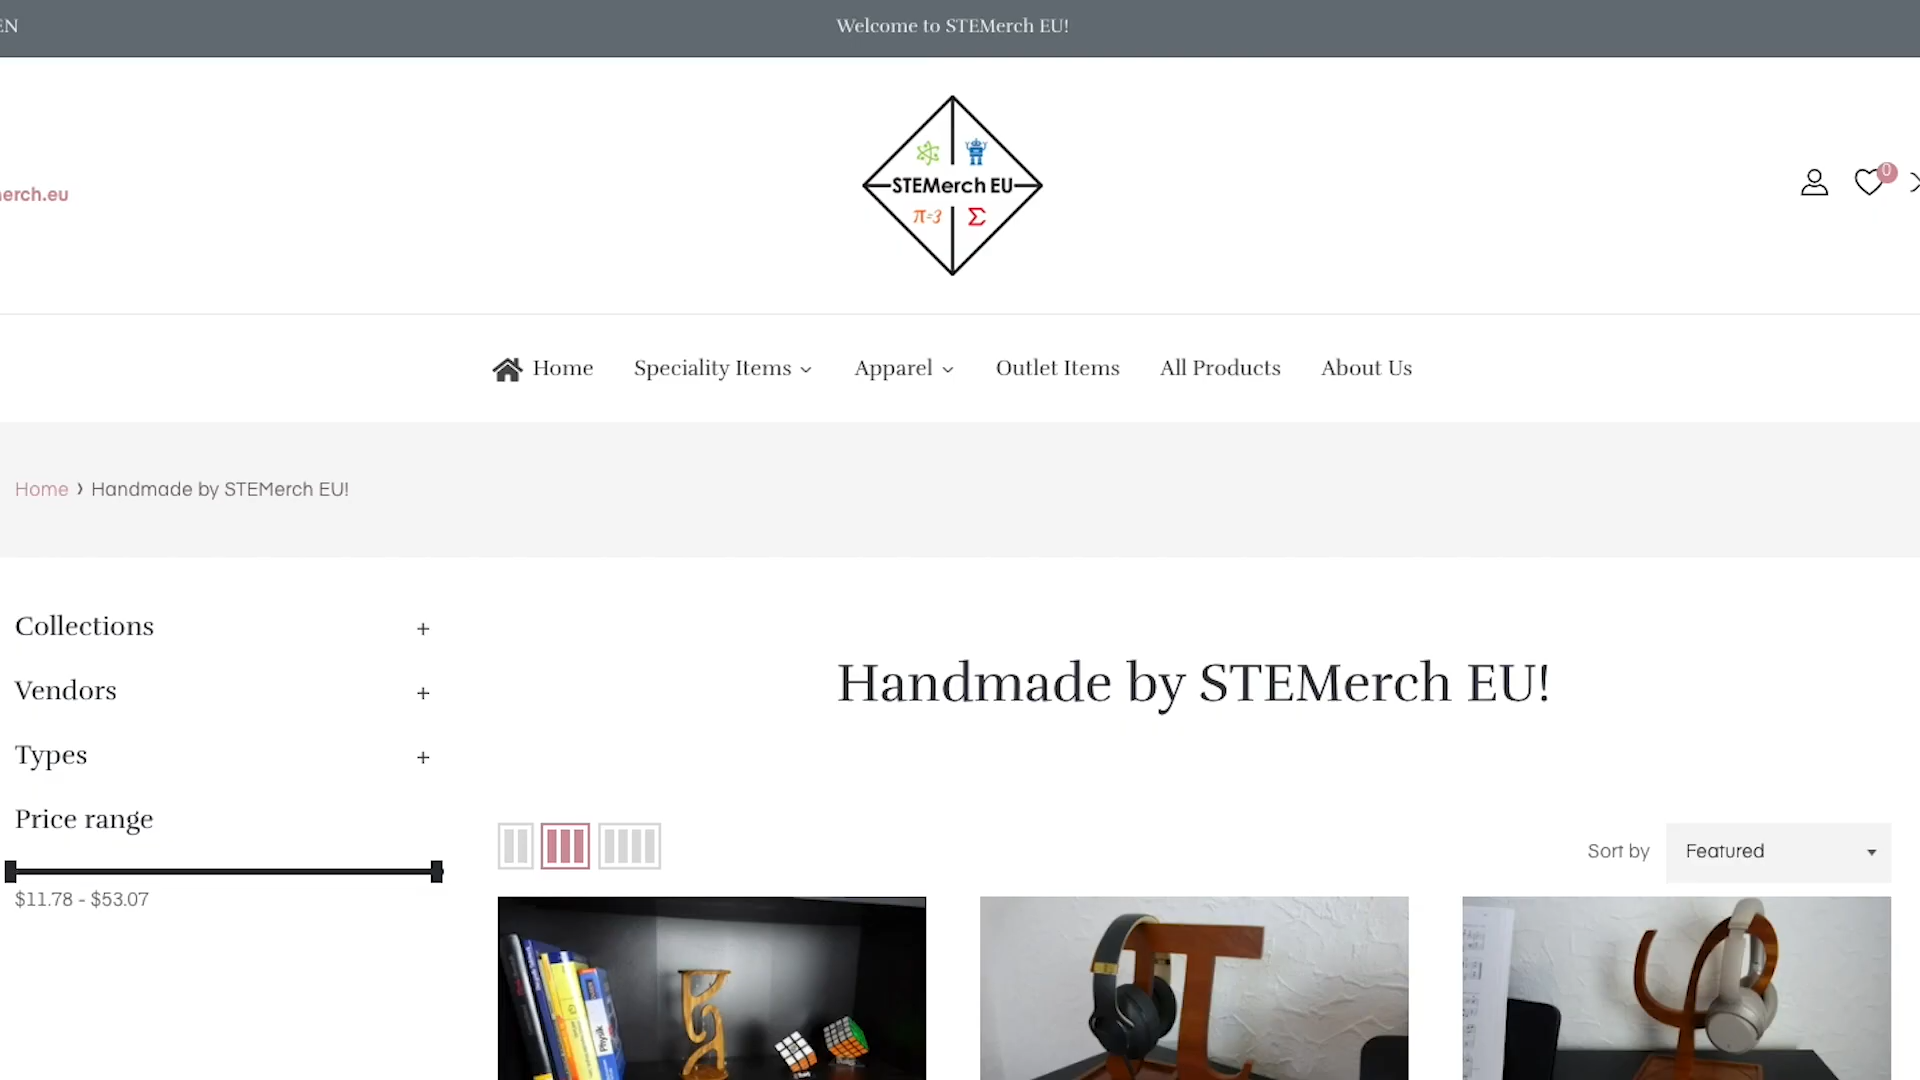 EN
Welcome to STEMerch EU!
STEMerch EU
π=3
Σ
erch.eu
0
Home
Speciality Items
Apparel
Outlet Items
All Products
About Us
Home › Handmade by STEMerch EU!
Collections +
Vendors +
Types +
Price range
$11.78 - $53.07
Handmade by STEMerch EU!
Sort by
Featured
Physik